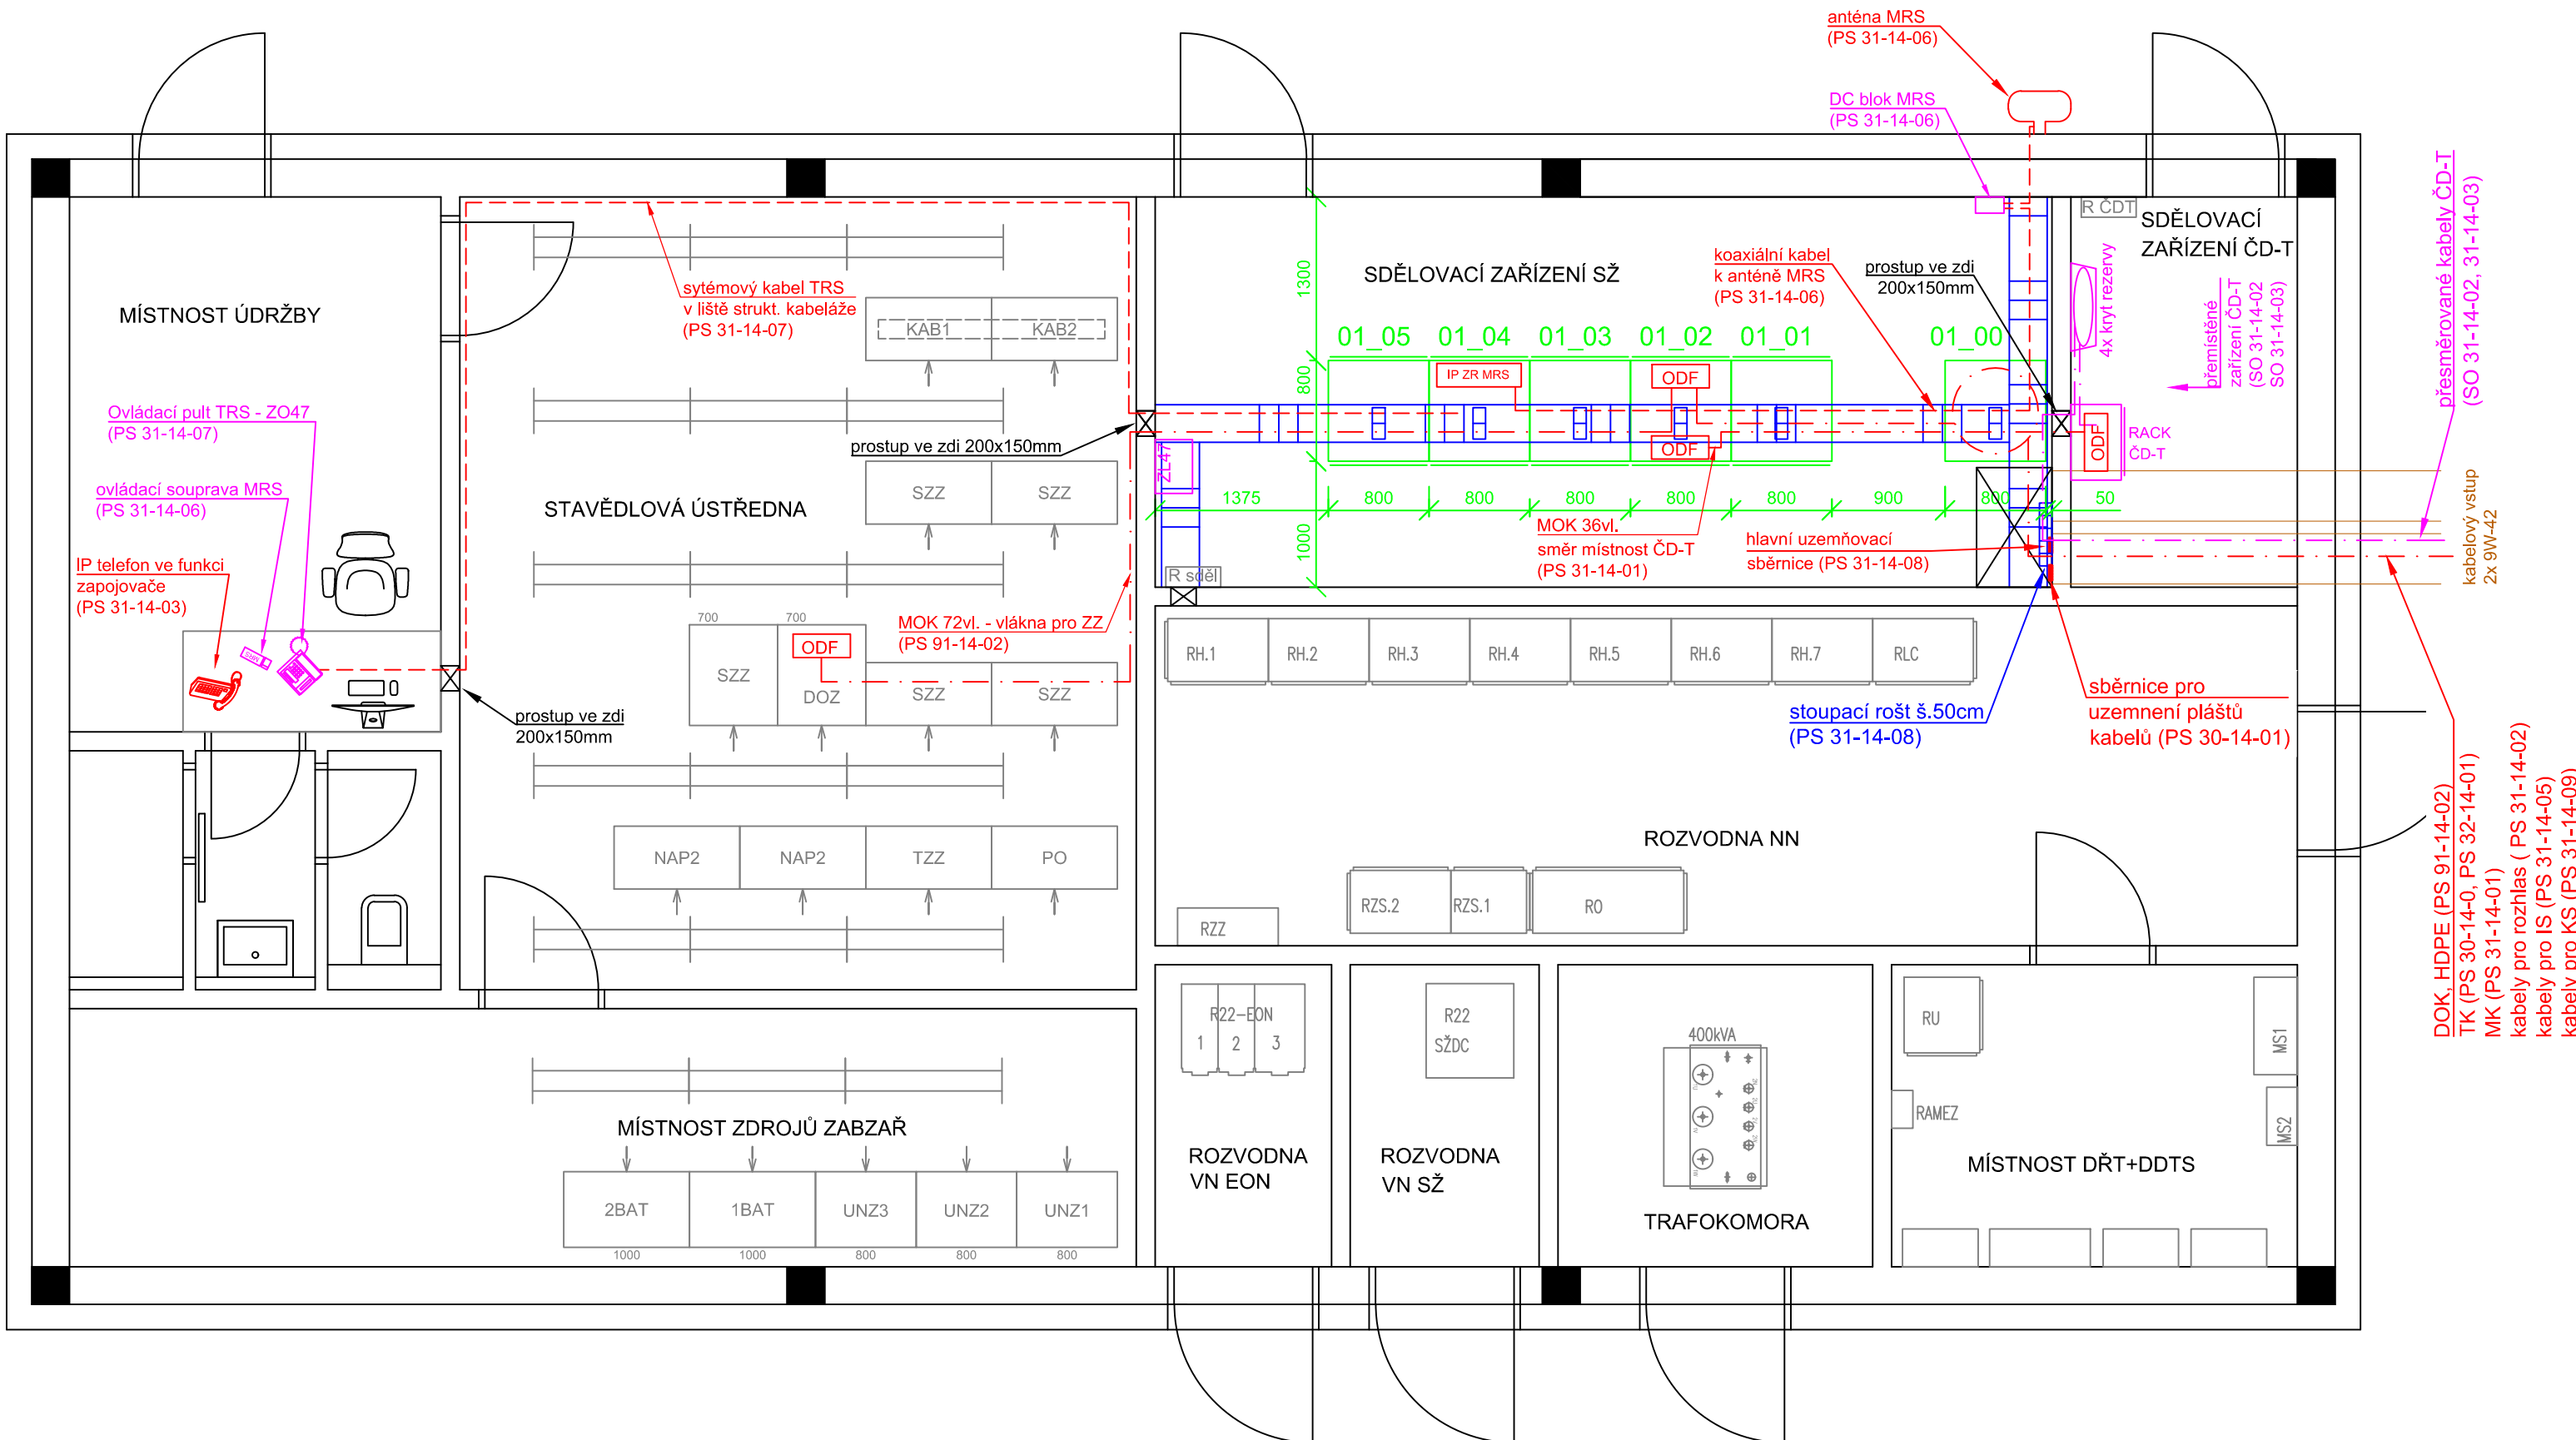 anténa MRS
(PS 31-14-06)
DC blok MRS
(PS 31-14-06)
MÍSTNOST ÚDRŽBY
sytémový kabel TRS
v liště strukt. kabeláže
(PS 31-14-07)
KAB1
KAB2
Ovládací pult TRS - ZO47
(PS 31-14-07)
ovládací souprava MRS
(PS 31-14-06)
IP telefon ve funkci
zapojovače
(PS 31-14-03)
MRS
prostup ve zdi
200x150mm
STAVĚDLOVÁ ÚSTŘEDNA
prostup ve zdi 200x150mm
SZZ
SZZ
MOK 72vl. - vlákna pro ZZ
(PS 91-14-02)
700
700
SZZ
ODF
DOZ
SZZ
SZZ
NAP2
NAP2
TZZ
PO
SDĚLOVACÍ ZAŘÍZENÍ SŽ
koaxiální kabel
k anténě MRS
(PS 31-14-06)
prostup ve zdi
200x150mm
1300
800
1000
01_05
01_04
01_03
01_02
01_01
01_00
IP ZR MRS
ODF
ODF
ZL47
R sděl
1375
800
800
800
800
800
900
800
50
MOK 36vl.
směr místnost ČD-T
(PS 31-14-01)
hlavní uzemňovací
sběrnice (PS 31-14-08)
R ČDT
SDĚLOVACÍ
ZAŘÍZENÍ ČD-T
4x kryt rezervy
přemístěné
zařízení ČD-T
(SO 31-14-02
SO 31-14-03)
ODF
RACK
ČD-T
přesměrované kabely ČD-T
(SO 31-14-02, 31-14-03)
kabelový vstup
2x 9W-42
RH.1
RH.2
RH.3
RH.4
RH.5
RH.6
RH.7
RLC
stoupací rošt š.50cm
(PS 31-14-08)
sběrnice pro
uzemnení pláštů
kabelů (PS 30-14-01)
DOK, HDPE (PS 91-14-02)
TK (PS 30-14-0, PS 32-14-01)
MK (PS 31-14-01)
kabely pro rozhlas ( PS 31-14-02)
kabely pro IS (PS 31-14-05)
kabely pro KS (PS 31-14-09)
ROZVODNA NN
RZZ
RZS.2
RZS.1
RO
MÍSTNOST ZDROJŮ ZABZAŘ
2BAT
1BAT
UNZ3
UNZ2
UNZ1
1000
1000
800
800
800
R22-EON
1
2
3
ROZVODNA
VN EON
R22
SŽDC
ROZVODNA
VN SŽ
400kVA
TRAFOKOMORA
RU
RAMEZ
MS1
MS2
MÍSTNOST DŘT+DDTS